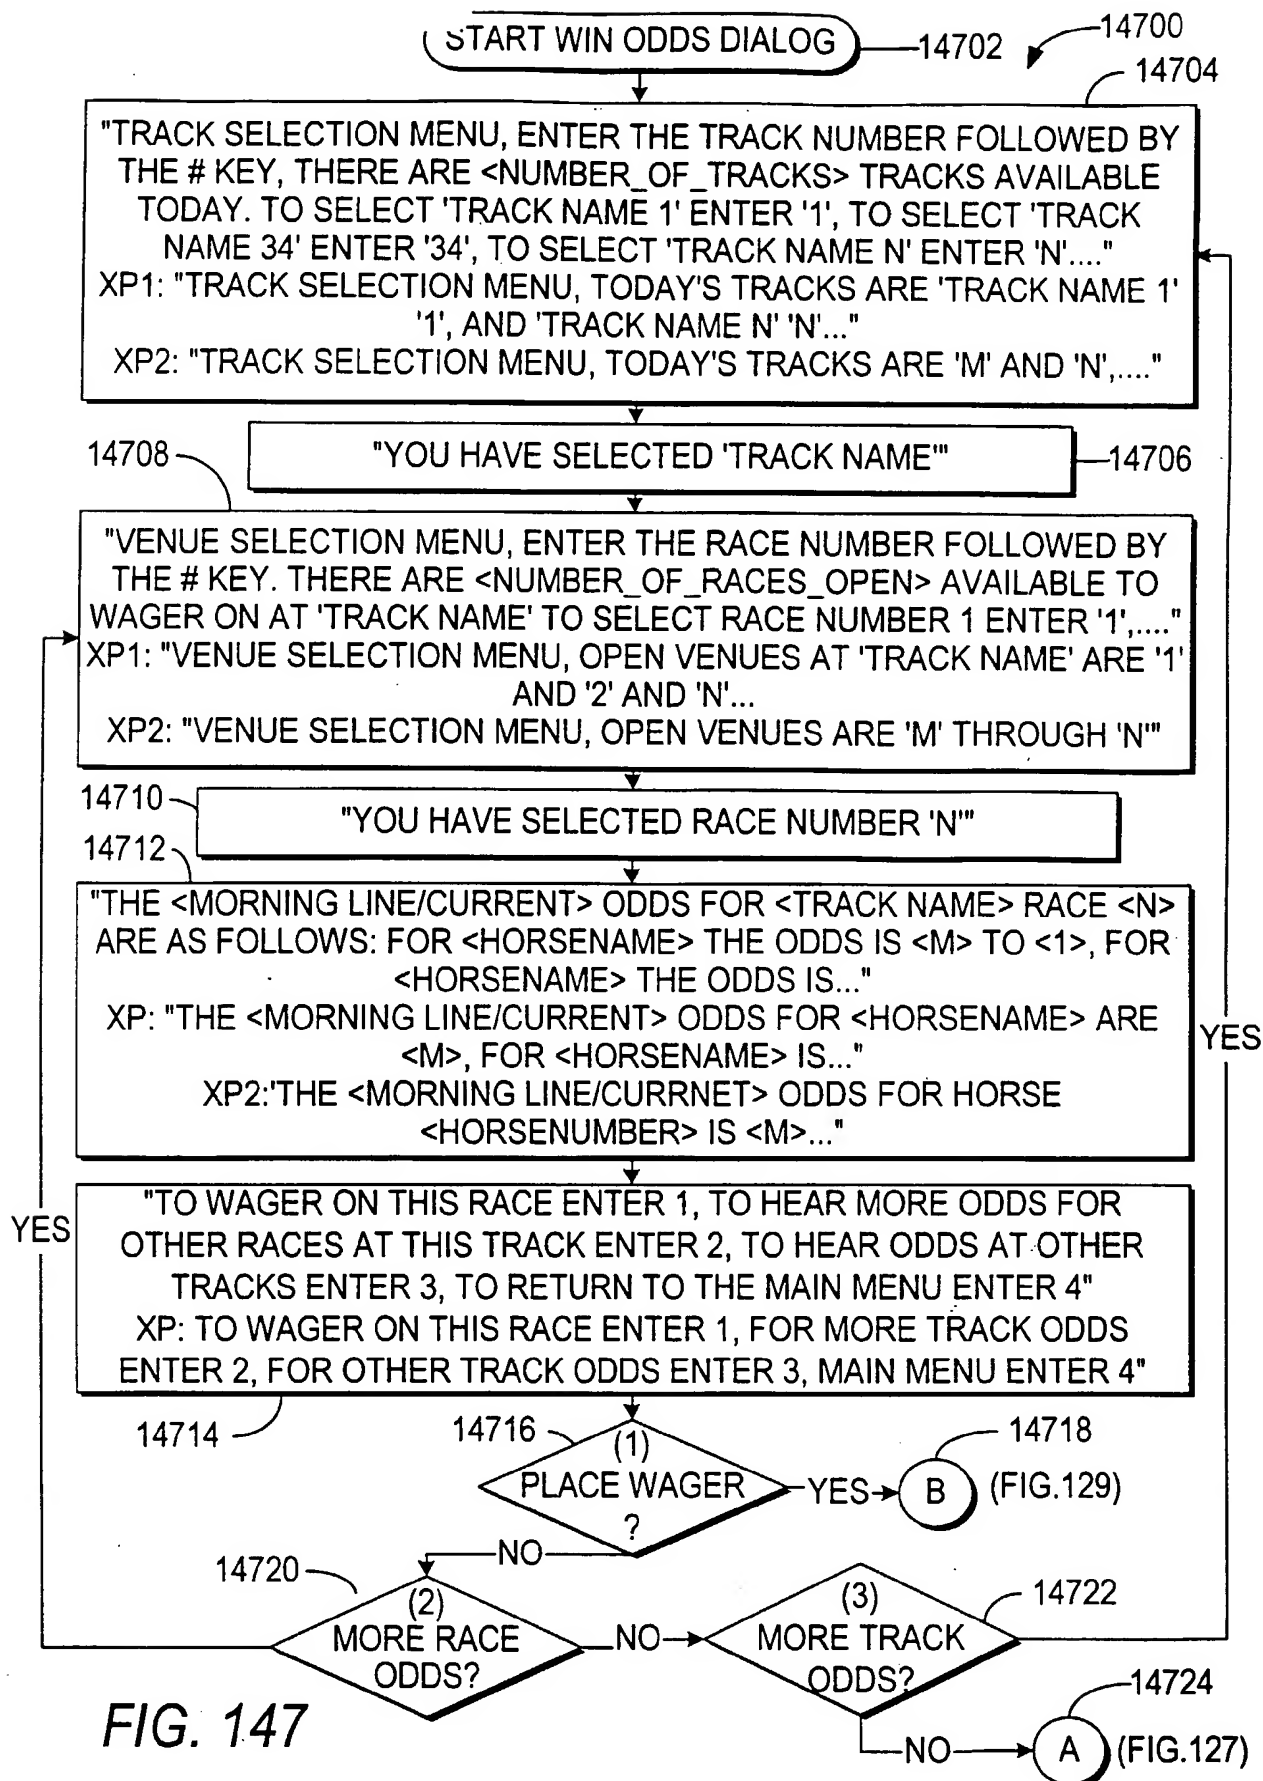 START WIN ODDS DIALOG
14702
14700
14704
"TRACK SELECTION MENU, ENTER THE TRACK NUMBER FOLLOWED BY
THE # KEY, THERE ARE <NUMBER_OF_TRACKS> TRACKS AVAILABLE
TODAY. TO SELECT 'TRACK NAME 1' ENTER '1', TO SELECT 'TRACK
NAME 34' ENTER '34', TO SELECT 'TRACK NAME N' ENTER 'N'...."
XP1: "TRACK SELECTION MENU, TODAY'S TRACKS ARE 'TRACK NAME 1'
'1', AND 'TRACK NAME N' 'N'..."
XP2: "TRACK SELECTION MENU, TODAY'S TRACKS ARE 'M' AND 'N',...."
14708
"YOU HAVE SELECTED 'TRACK NAME'"
14706
"VENUE SELECTION MENU, ENTER THE RACE NUMBER FOLLOWED BY
THE # KEY. THERE ARE <NUMBER_OF_RACES_OPEN> AVAILABLE TO
WAGER ON AT 'TRACK NAME' TO SELECT RACE NUMBER 1 ENTER '1',...."
XP1: "VENUE SELECTION MENU, OPEN VENUES AT 'TRACK NAME' ARE '1'
AND '2' AND 'N'...
XP2: "VENUE SELECTION MENU, OPEN VENUES ARE 'M' THROUGH 'N'"
14710
"YOU HAVE SELECTED RACE NUMBER 'N'"
14712
"THE <MORNING LINE/CURRENT> ODDS FOR <TRACK NAME> RACE <N>
ARE AS FOLLOWS: FOR <HORSENAME> THE ODDS IS <M> TO <1>, FOR
<HORSENAME> THE ODDS IS..."
XP: "THE <MORNING LINE/CURRENT> ODDS FOR <HORSENAME> ARE
<M>, FOR <HORSENAME> IS..."
XP2:'THE <MORNING LINE/CURRNET> ODDS FOR HORSE
<HORSENUMBER> IS <M>..."
YES
YES
"TO WAGER ON THIS RACE ENTER 1, TO HEAR MORE ODDS FOR
OTHER RACES AT THIS TRACK ENTER 2, TO HEAR ODDS AT OTHER
TRACKS ENTER 3, TO RETURN TO THE MAIN MENU ENTER 4"
XP: TO WAGER ON THIS RACE ENTER 1, FOR MORE TRACK ODDS
ENTER 2, FOR OTHER TRACK ODDS ENTER 3, MAIN MENU ENTER 4"
14714
14716
(1)
PLACE WAGER
?
YES
B
14718
(FIG.129)
NO
14720
(2)
MORE RACE
ODDS?
NO
(3)
MORE TRACK
ODDS?
14722
14724
NO
A
(FIG.127)
FIG. 147